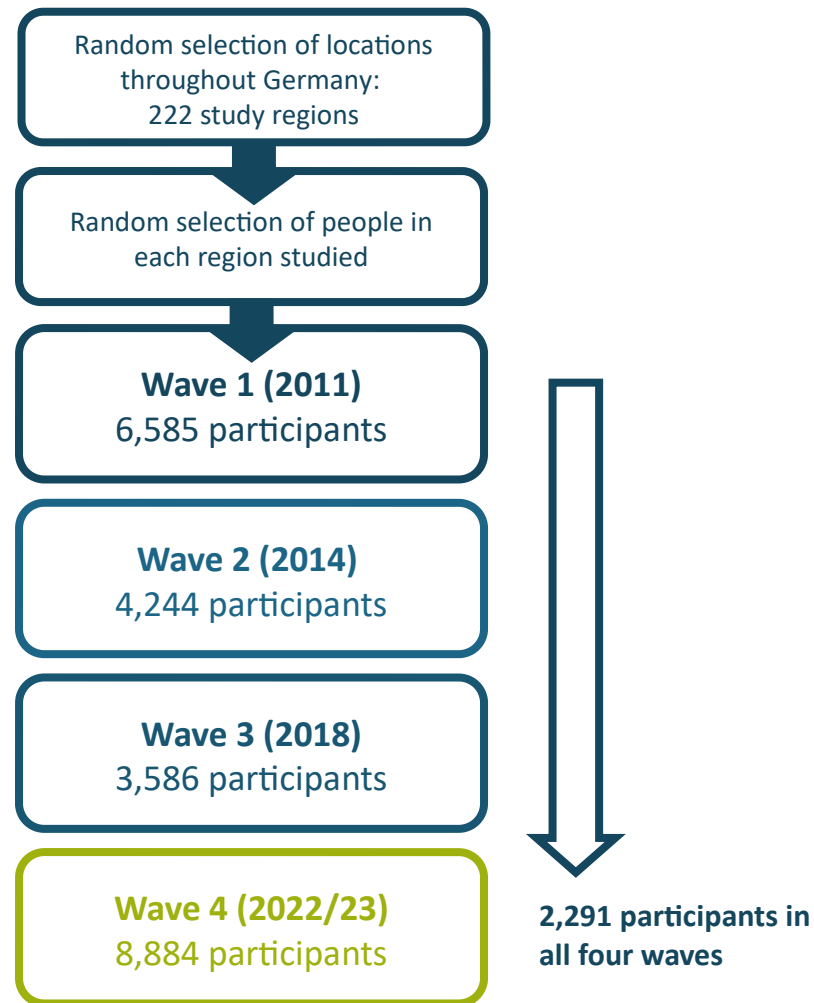 Random selection of locations
throughout Germany:
222 study regions
Random selection of people in
each region studied
Wave 1 (2011)
6,585 participants
Wave 2 (2014)
4,244 participants
Wave 3 (2018)
3,586 participants
Wave 4 (2022/23)
8,884 participants
2,291 participants in
all four waves